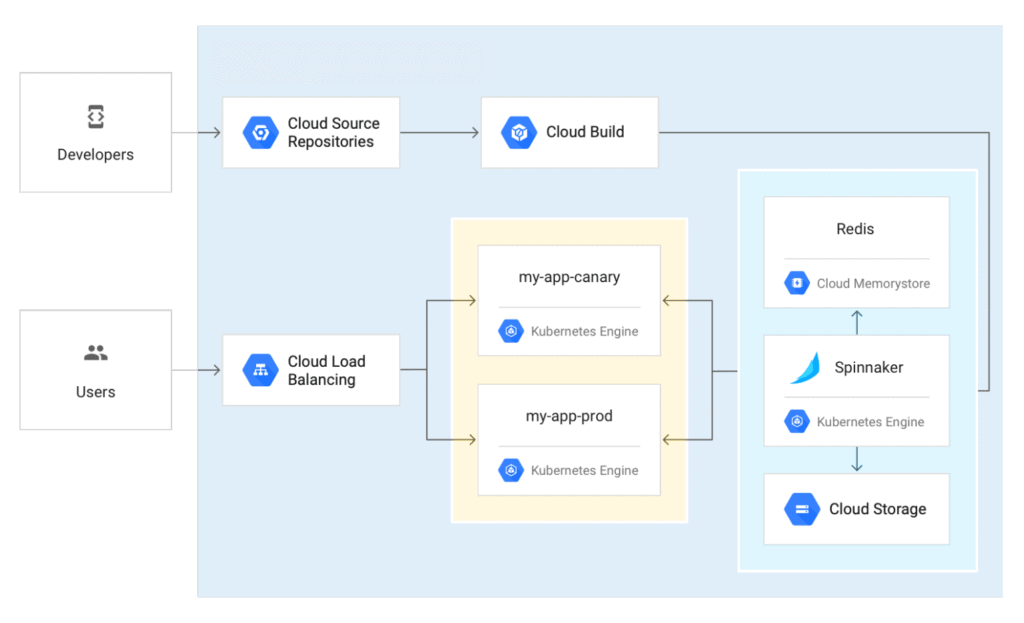 Developers
Cloud Source
Repositories
Cloud Build
Users
Cloud Load
Balancing
my-app-canary
Kubernetes Engine
my-app-prod
Kubernetes Engine
Redis
Cloud Memorystore
Spinnaker
Kubernetes Engine
Cloud Storage